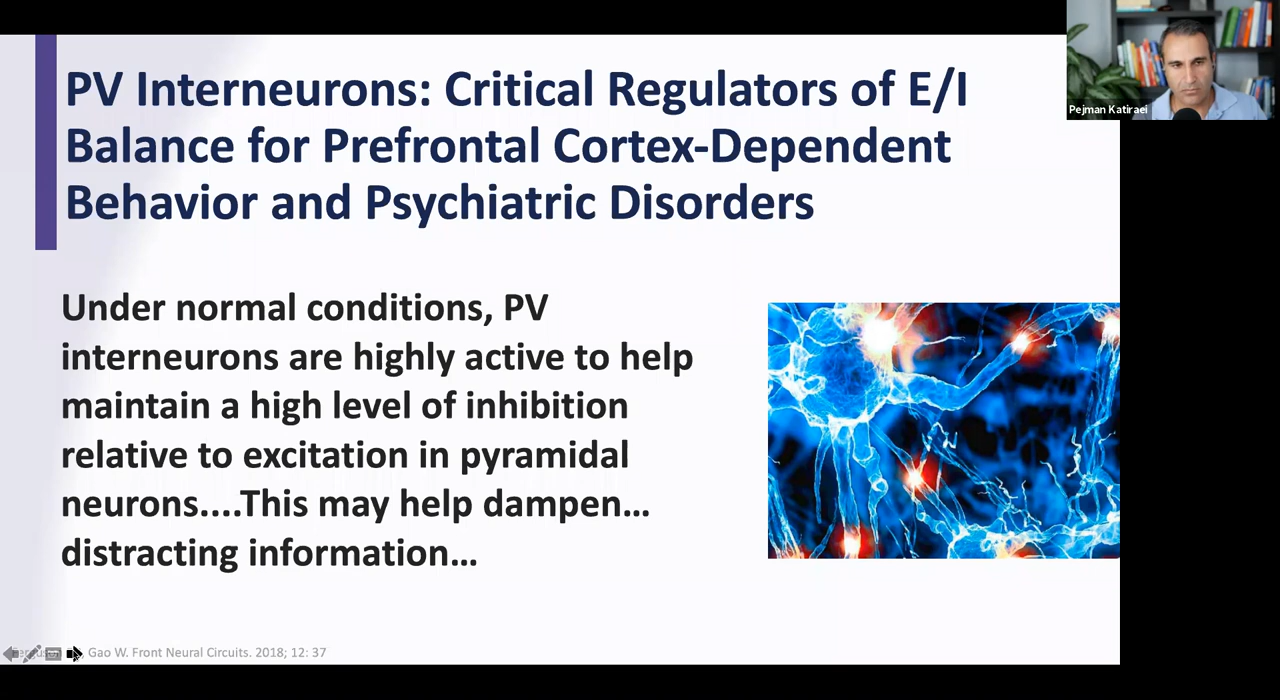 PV Interneurons: Critical Regulators of E/I
Balance for Prefrontal Cortex-Dependent
Behavior and Psychiatric Disorders
Pejman Katiraei
Under normal conditions, PV
interneurons are highly active to help
maintain a high level of inhibition
relative to excitation in pyramidal
neurons....This may help dampen...
distracting information...
Gao W. Front Neural Circuits. 2018; 12: 37